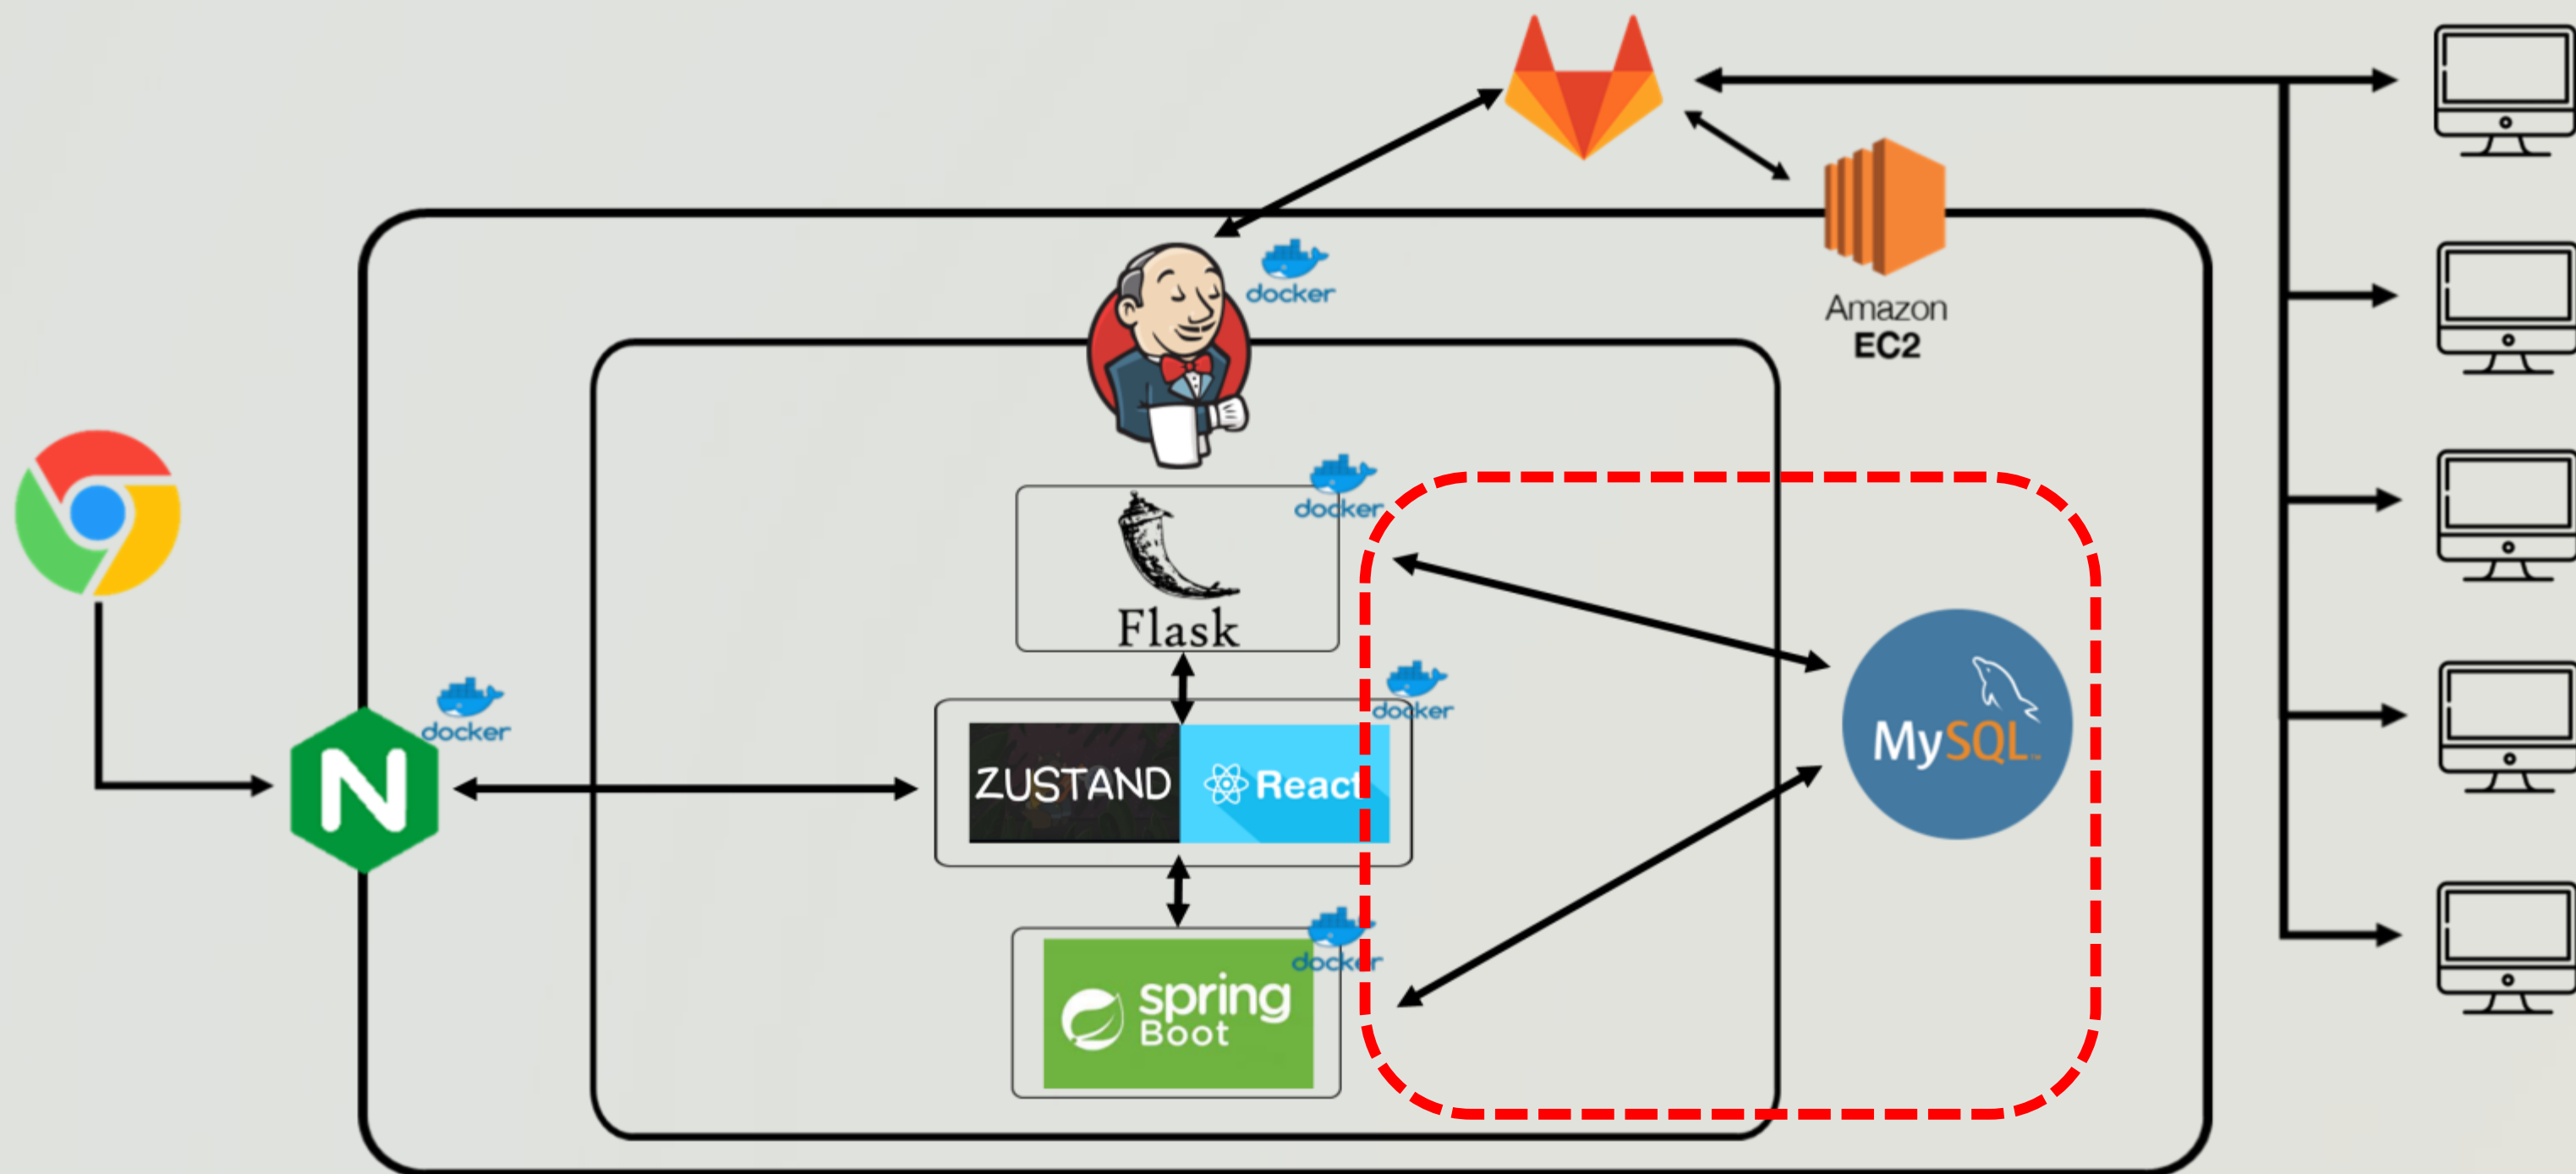 docker
Amazon
EC2
docker
Flask
docker
docker
ZUSTAND
React
MySQL
docker
spring
Boot